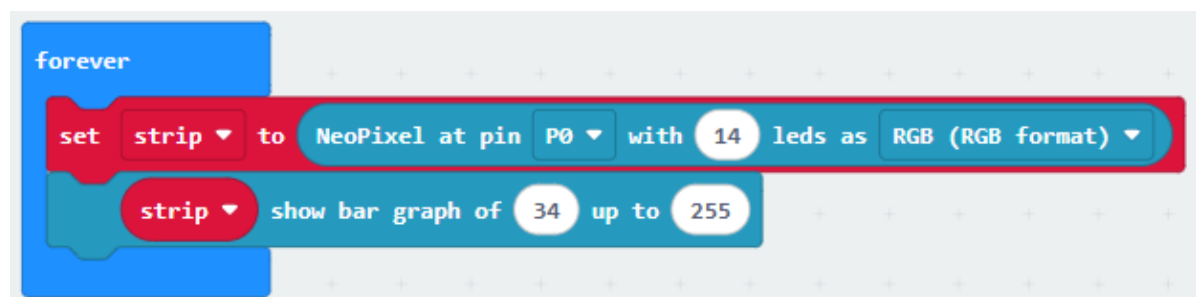 forever
set strip to NeoPixel at pin P0 with 14 leds as RGB (RGB format)
strip show bar graph of 34 up to 255